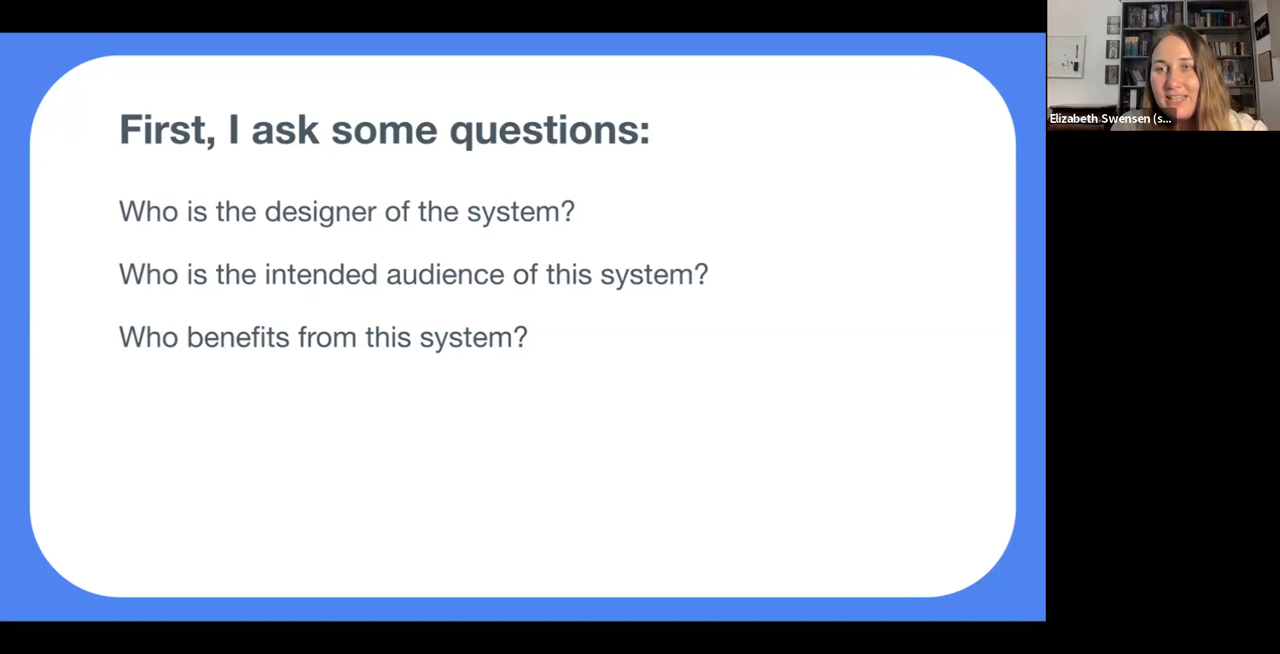 First, I ask some questions:
Who is the designer of the system?
Who is the intended audience of this system?
Who benefits from this system?
Elizabeth Swensen (s...